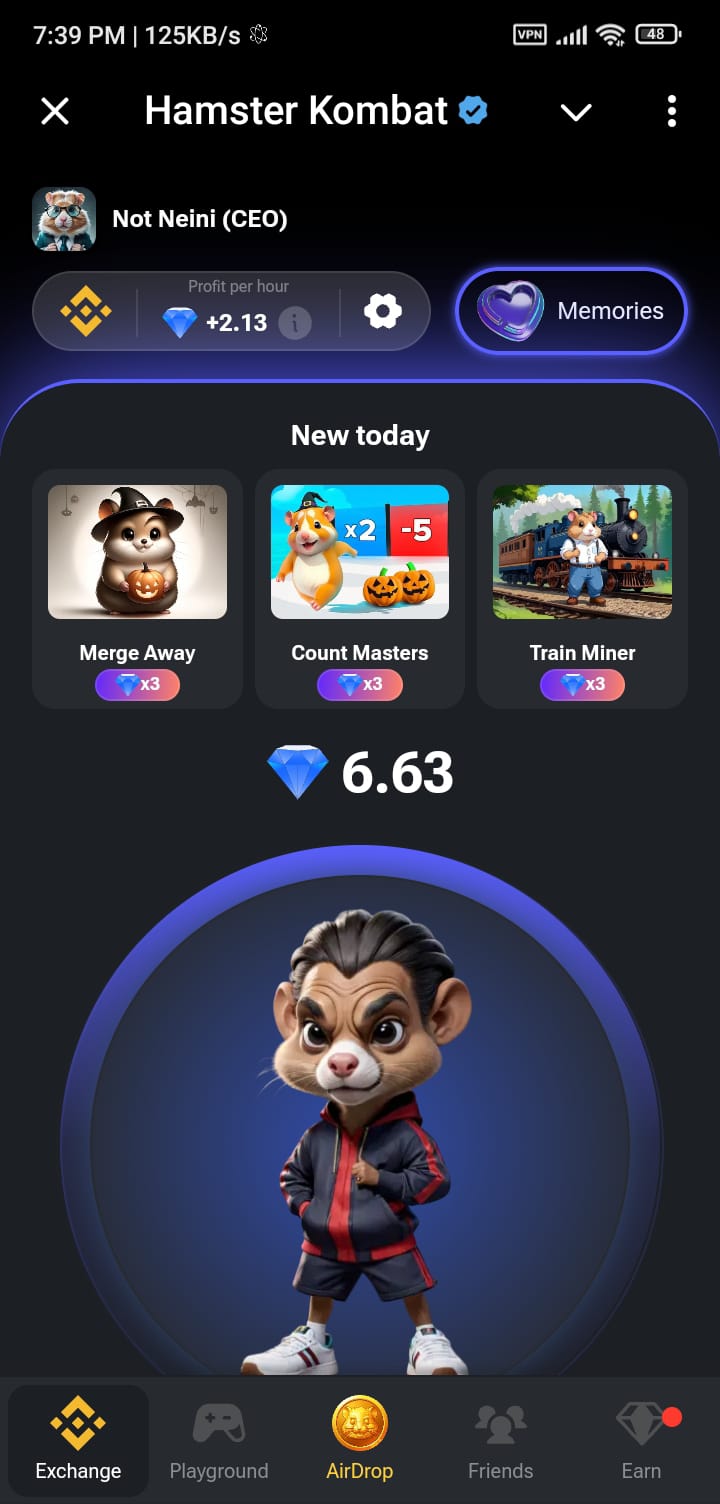 7:39 PM | 125KB/s
VPN
48
Hamster Kombat
Not Neini (CEO)
Profit per hour
+2.13
i
Memories
New today
x2 -5
Merge Away
x3
Count Masters
x3
Train Miner
x3
6.63
Exchange
Playground
AirDrop
Friends
Earn